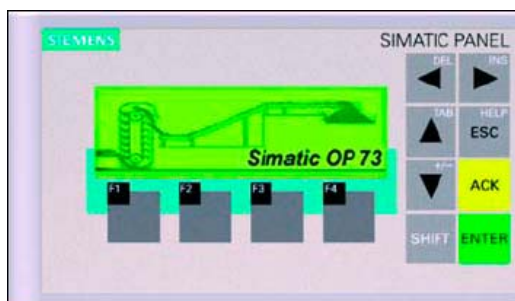 SIEMENS
SIMATIC PANEL
DEL
INS
TAB
HELP
ESC
Simatic OP 73
+/-
ACK
F1
F2
F3
F4
SHIFT
ENTER